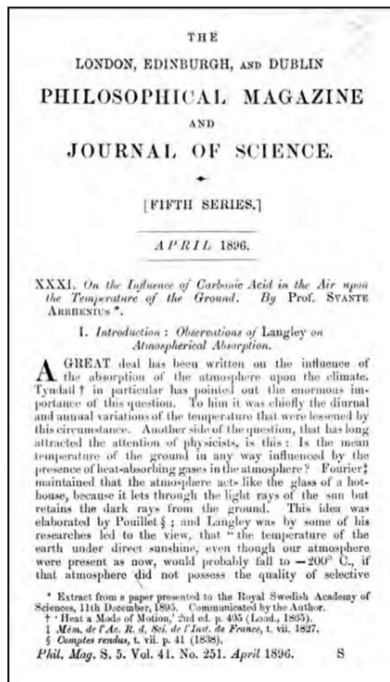 THE
LONDON, EDINBURGH, AND DUBLIN
PHILOSOPHICAL MAGAZINE
AND
JOURNAL OF SCIENCE.
[FIFTH SERIES.]
APRIL 1896.
XXXI. On the Influence of Carbonic Acid in the Air upon
the Temperature of the Ground. By Prof. SVANTE
ARRHENIUS *.
I. Introduction : Observations of Langley on
Atmospherical Absorption.
A GREAT deal has been written on the influence of
the absorption of the atmosphere upon the climate.
Tyndall † in particular has pointed out the enormous im-
portance of this question. To him it was chiefly the diurnal
and annual variations of the temperature that were lessened by
this circumstance. Another side of the question, that has long
attracted the attention of physicists, is this : Is the mean
temperature of the ground in any way influenced by the
presence of heat-absorbing gases in the atmosphere ? Fourier‡
maintained that the atmosphere acts like the glass of a hot-
house, because it lets through the light rays of the sun but
retains the dark rays from the ground. This idea was
elaborated by Pouillet § ; and Langley was by some of his
researches led to the view, that “ the temperature of the
earth under direct sunshine, even though our atmosphere
were present as now, would probably fall to −200° C., if
that atmosphere did not possess the quality of selective
* Extract from a paper presented to the Royal Swedish Academy of
Sciences, 11th December, 1895. Communicated by the Author.
† ‘ Heat a Mode of Motion,’ 2nd ed. p. 405 (Lond., 1865).
‡ Mém. de l'Ac. R. d. Sci. de l'Inst. de France, t. vii. 1827.
§ Comptes rendus, t. vii. p. 41 (1838).
Phil. Mag. S. 5. Vol. 41. No. 251. April 1896. S